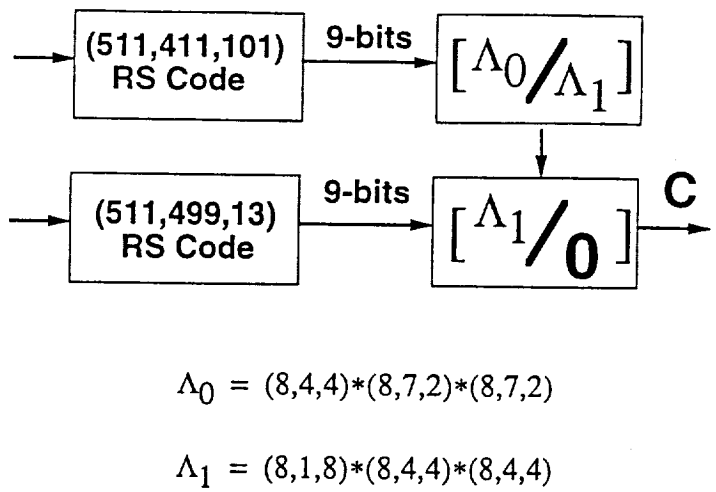 (511,411,101)
RS Code
9-bits
[Λ0/Λ1]
(511,499,13)
RS Code
9-bits
[Λ1/0]
C
Λ0 = (8,4,4)*(8,7,2)*(8,7,2)
Λ1 = (8,1,8)*(8,4,4)*(8,4,4)